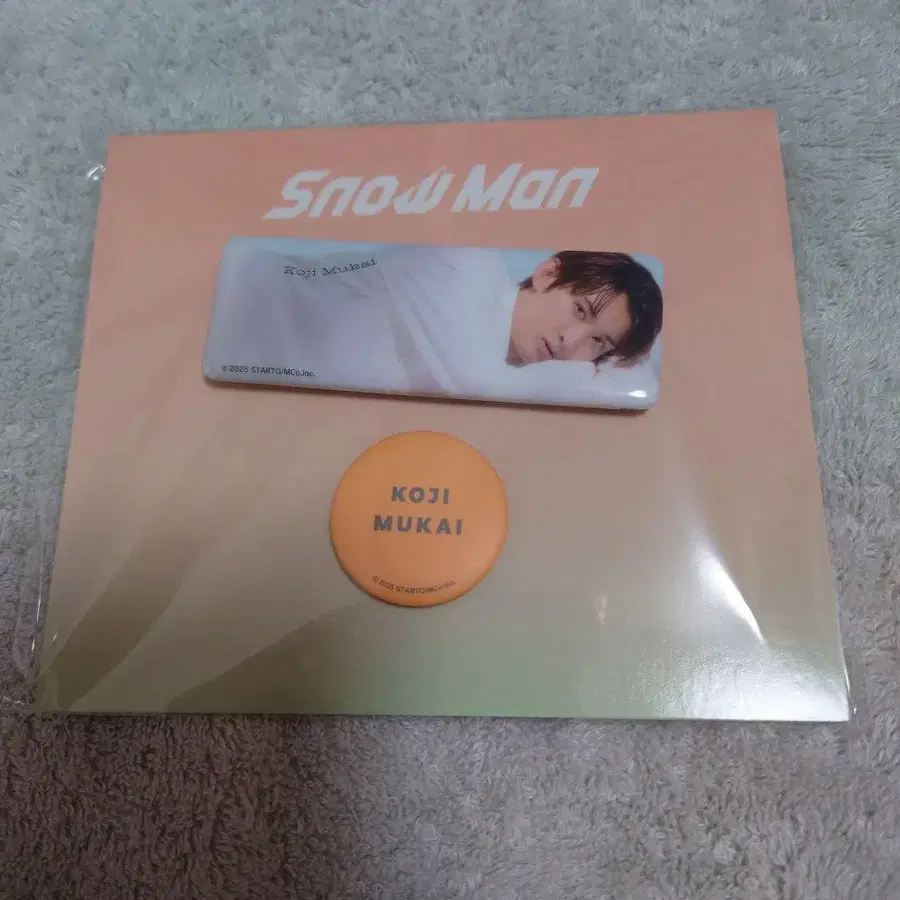 Snow Man
Koji Mukai
© 2025 STARTO/MCo.Inc.
KOJI
MUKAI
© 2025 STARTO/MCo.Inc.